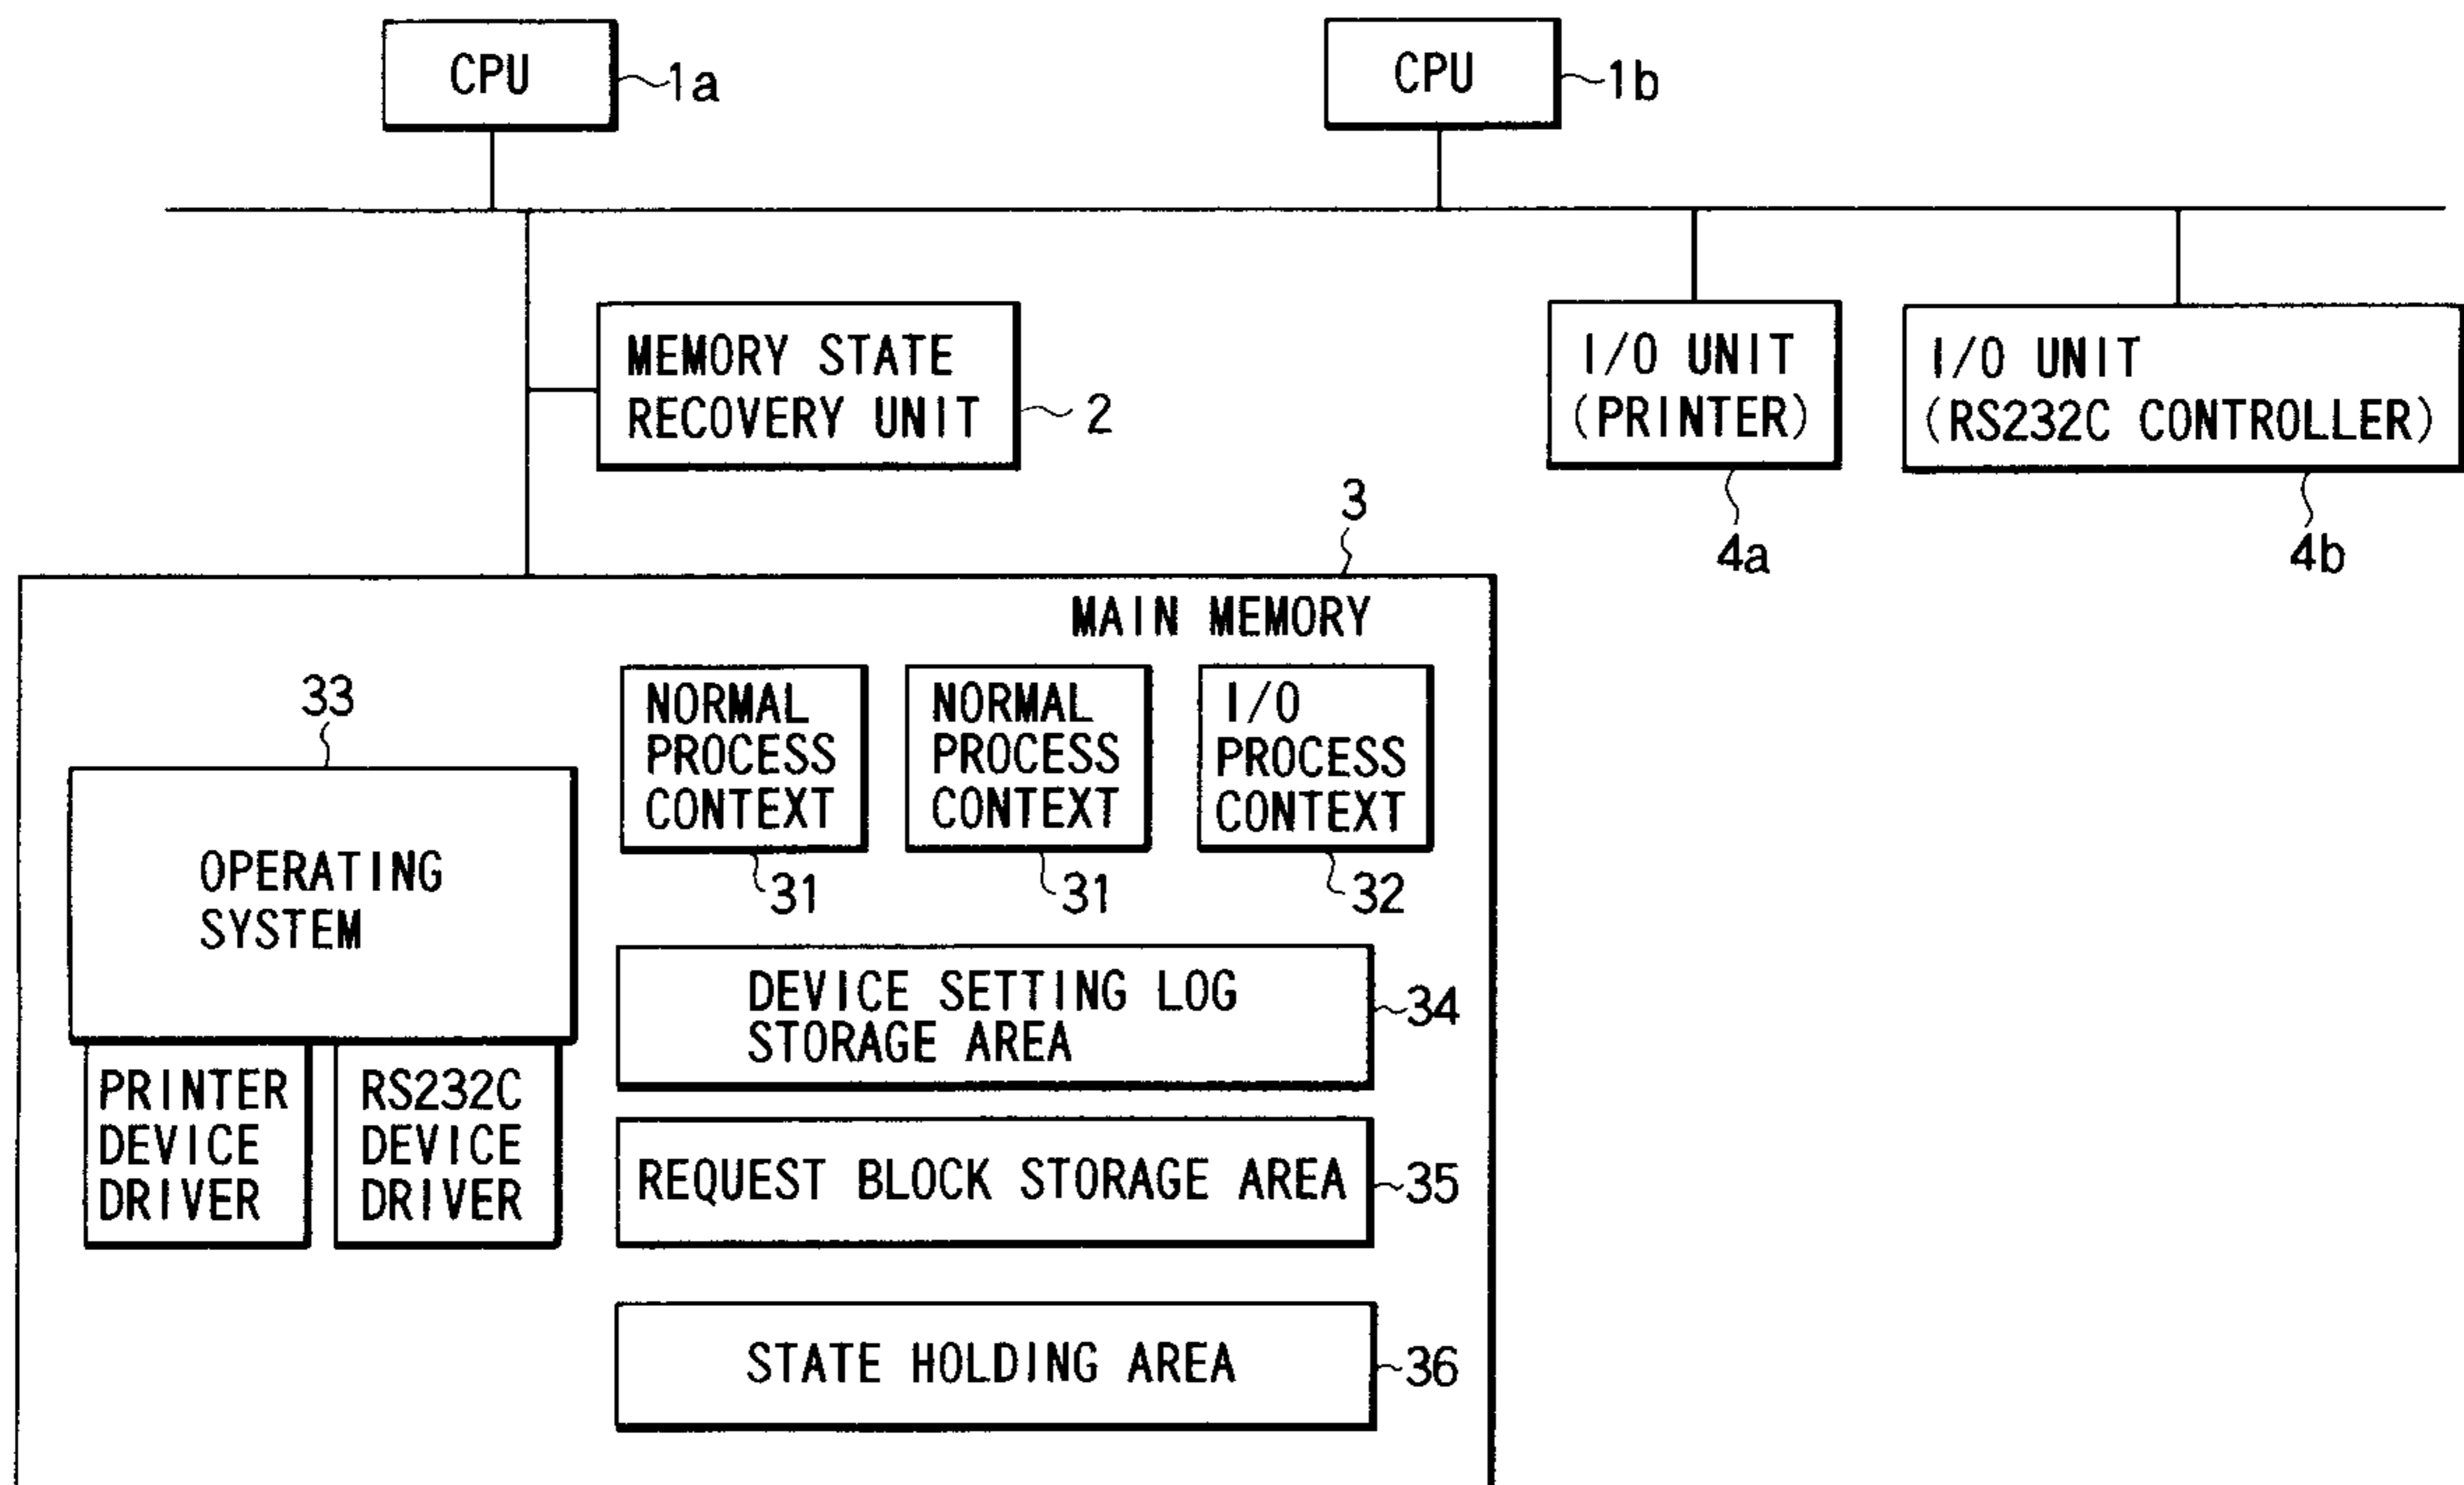 CPU
1a
CPU
1b
MEMORY STATE
RECOVERY UNIT
2
I/O UNIT
(PRINTER)
4a
I/O UNIT
(RS232C CONTROLLER)
4b
3
MAIN MEMORY
33
OPERATING
SYSTEM
PRINTER
DEVICE
DRIVER
RS232C
DEVICE
DRIVER
NORMAL
PROCESS
CONTEXT
31
NORMAL
PROCESS
CONTEXT
31
I/O
PROCESS
CONTEXT
32
DEVICE SETTING LOG
STORAGE AREA
34
REQUEST BLOCK STORAGE AREA
35
STATE HOLDING AREA
36